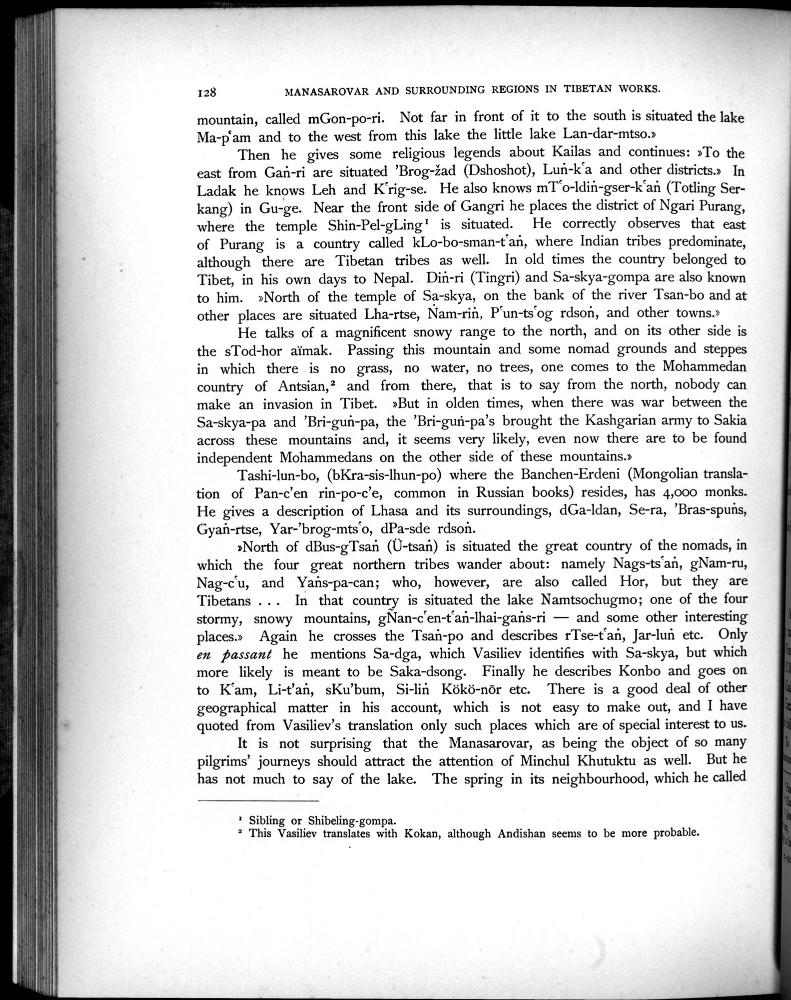 128 MANASAROVAR AND SURROUNDING REGIONS IN TIBETAN WORKS.
mountain, called mGon-po-ri. Not far in front of it to the south is situated the lake
Ma-pʿam and to the west from this lake the little lake Lan-dar-mtso.»
Then he gives some religious legends about Kailas and continues: »To the
east from Gaṅ-ri are situated 'Brog-žad (Dshoshot), Luṅ-kʿa and other districts.» In
Ladak he knows Leh and Kʿrig-se. He also knows mTʿo-ldiṅ-gser-kʿaṅ (Totling Ser-
kang) in Gu-ge. Near the front side of Gangri he places the district of Ngari Purang,
where the temple Shin-Pel-gLing¹ is situated. He correctly observes that east
of Purang is a country called kLo-bo-sman-tʿaṅ, where Indian tribes predominate,
although there are Tibetan tribes as well. In old times the country belonged to
Tibet, in his own days to Nepal. Diṅ-ri (Tingri) and Sa-skya-gompa are also known
to him. »North of the temple of Sa-skya, on the bank of the river Tsan-bo and at
other places are situated Lha-rtse, Ṅam-riṅ, Pʿun-tsʿog rdsoṅ, and other towns.»
He talks of a magnificent snowy range to the north, and on its other side is
the sTod-hor aïmak. Passing this mountain and some nomad grounds and steppes
in which there is no grass, no water, no trees, one comes to the Mohammedan
country of Antsian,² and from there, that is to say from the north, nobody can
make an invasion in Tibet. »But in olden times, when there was war between the
Sa-skya-pa and 'Bri-guṅ-pa, the 'Bri-guṅ-pa's brought the Kashgarian army to Sakia
across these mountains and, it seems very likely, even now there are to be found
independent Mohammedans on the other side of these mountains.»
Tashi-lun-bo, (bKra-sis-lhun-po) where the Banchen-Erdeni (Mongolian transla-
tion of Pan-c'en rin-po-c'e, common in Russian books) resides, has 4,000 monks.
He gives a description of Lhasa and its surroundings, dGa-ldan, Se-ra, 'Bras-spuṅs,
Gyaṅ-rtse, Yar-'brog-mtsʿo, dPa-sde rdsoṅ.
»North of dBus-gTsaṅ (Ü-tsaṅ) is situated the great country of the nomads, in
which the four great northern tribes wander about: namely Nags-tsʿaṅ, gNam-ru,
Nag-cʿu, and Yaṅs-pa-can; who, however, are also called Hor, but they are
Tibetans . . . In that country is situated the lake Namtsochugmo; one of the four
stormy, snowy mountains, gÑan-cʿen-tʿaṅ-lhai-gaṅs-ri — and some other interesting
places.» Again he crosses the Tsaṅ-po and describes rTse-tʿaṅ, Jar-luṅ etc. Only
en passant he mentions Sa-dga, which Vasiliev identifies with Sa-skya, but which
more likely is meant to be Saka-dsong. Finally he describes Konbo and goes on
to Kʿam, Li-t'aṅ, sKu'bum, Si-liṅ Kökö-nōr etc. There is a good deal of other
geographical matter in his account, which is not easy to make out, and I have
quoted from Vasiliev's translation only such places which are of special interest to us.
It is not surprising that the Manasarovar, as being the object of so many
pilgrims' journeys should attract the attention of Minchul Khutuktu as well. But he
has not much to say of the lake. The spring in its neighbourhood, which he called
¹ Sibling or Shibeling-gompa.
² This Vasiliev translates with Kokan, although Andishan seems to be more probable.